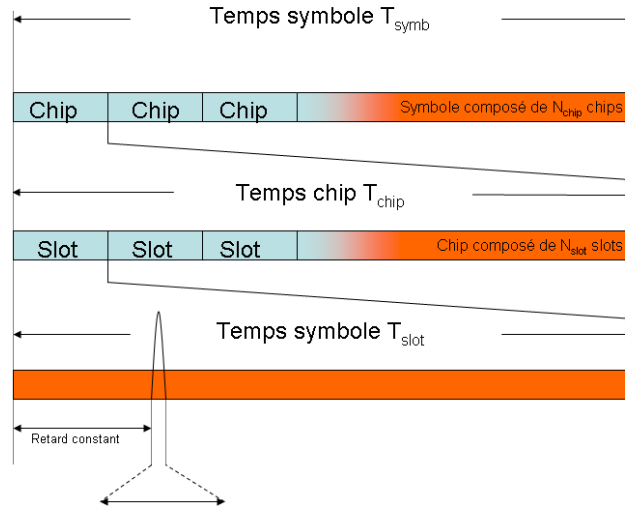 Temps symbole T_symb
Chip Chip Chip Symbole composé de N_chip chips
Temps chip T_chip
Slot Slot Slot Chip composé de N_slot slots
Temps symbole T_slot
Retard constant